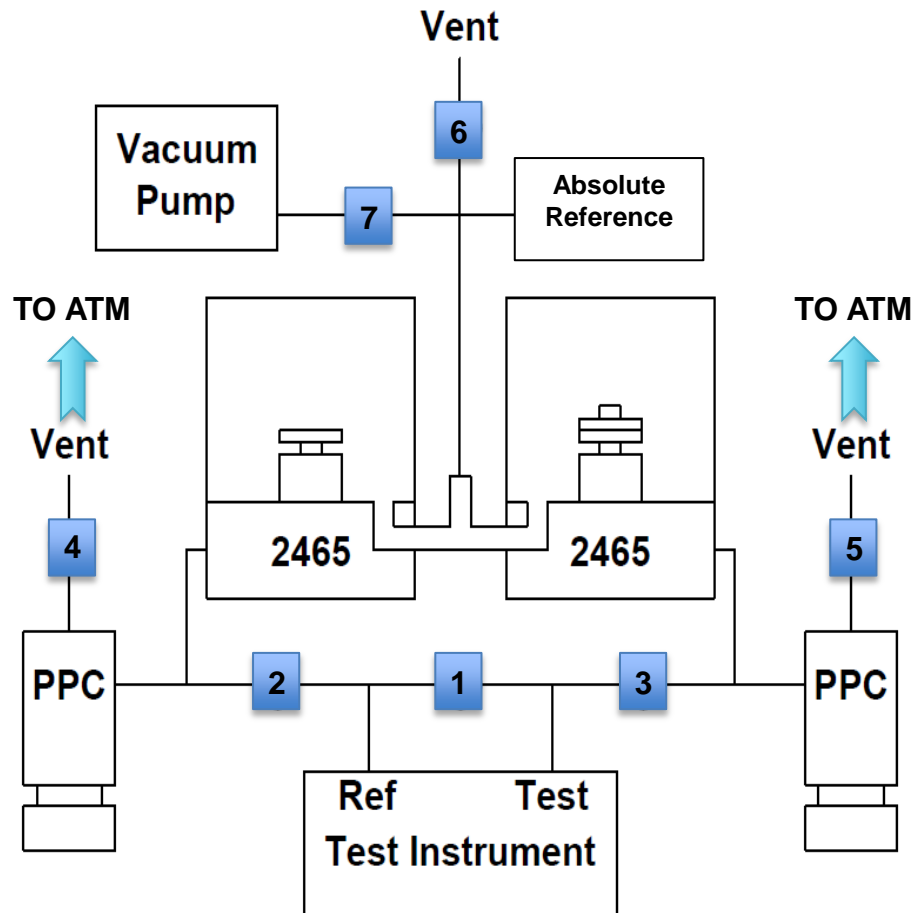 Vent
6
Vacuum
Pump
7
Absolute
Reference
TO ATM
TO ATM
Vent
Vent
4
2465
2465
5
PPC
2
1
3
PPC
Ref
Test
Test Instrument